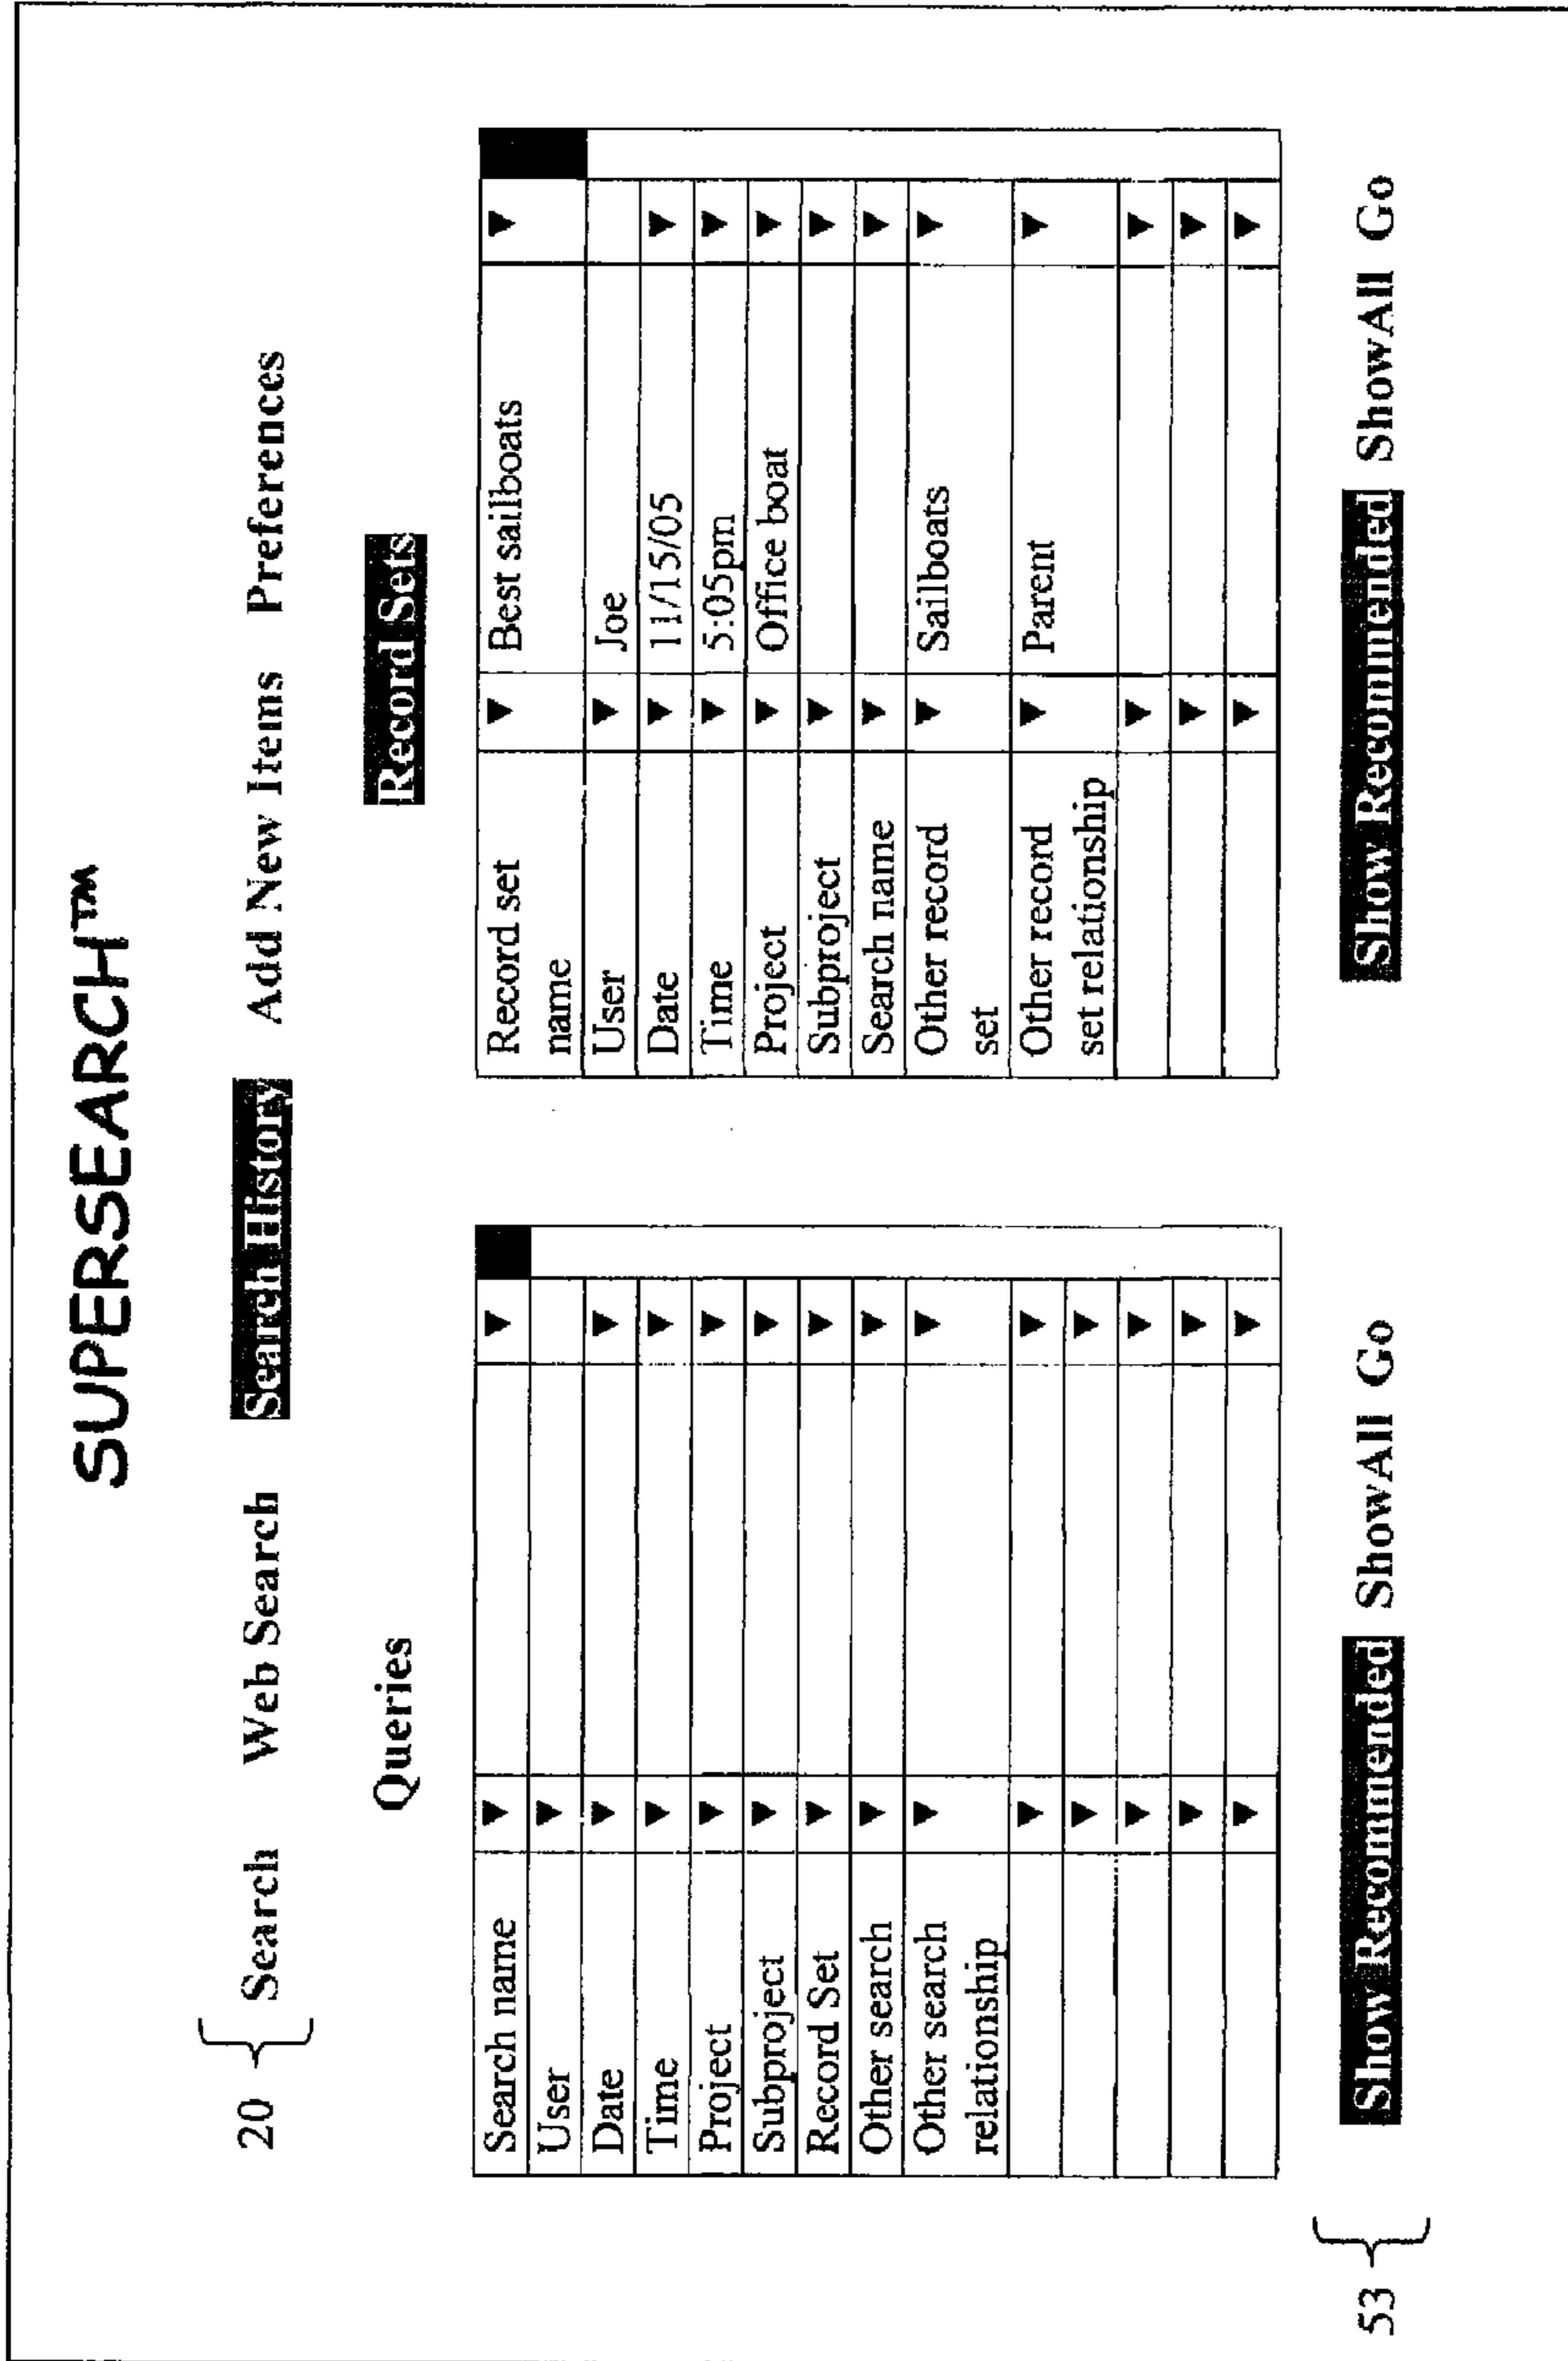 SUPERSEARCH™
20 { Search Web Search Search History Add New Items Preferences
Queries
Search name ▼ ▼
User ▼
Date ▼ ▼
Time ▼ ▼
Project ▼ ▼
Subproject ▼ ▼
Record Set ▼ ▼
Other search ▼ ▼
Other search ▼ ▼
relationship
▼ ▼
▼ ▼
▼ ▼
▼ ▼
▼ ▼
Record Sets
Record set ▼ Best sailboats ▼
name
User ▼ Joe
Date ▼ 11/15/05 ▼
Time ▼ 5:05pm ▼
Project ▼ Office boat ▼
Subproject ▼ ▼
Search name ▼ ▼
Other record ▼ Sailboats ▼
set
Other record ▼ Parent ▼
set relationship
▼ ▼
▼ ▼
▼ ▼
53 { Show Recommended ShowAll Go
Show Recommended ShowAll Go